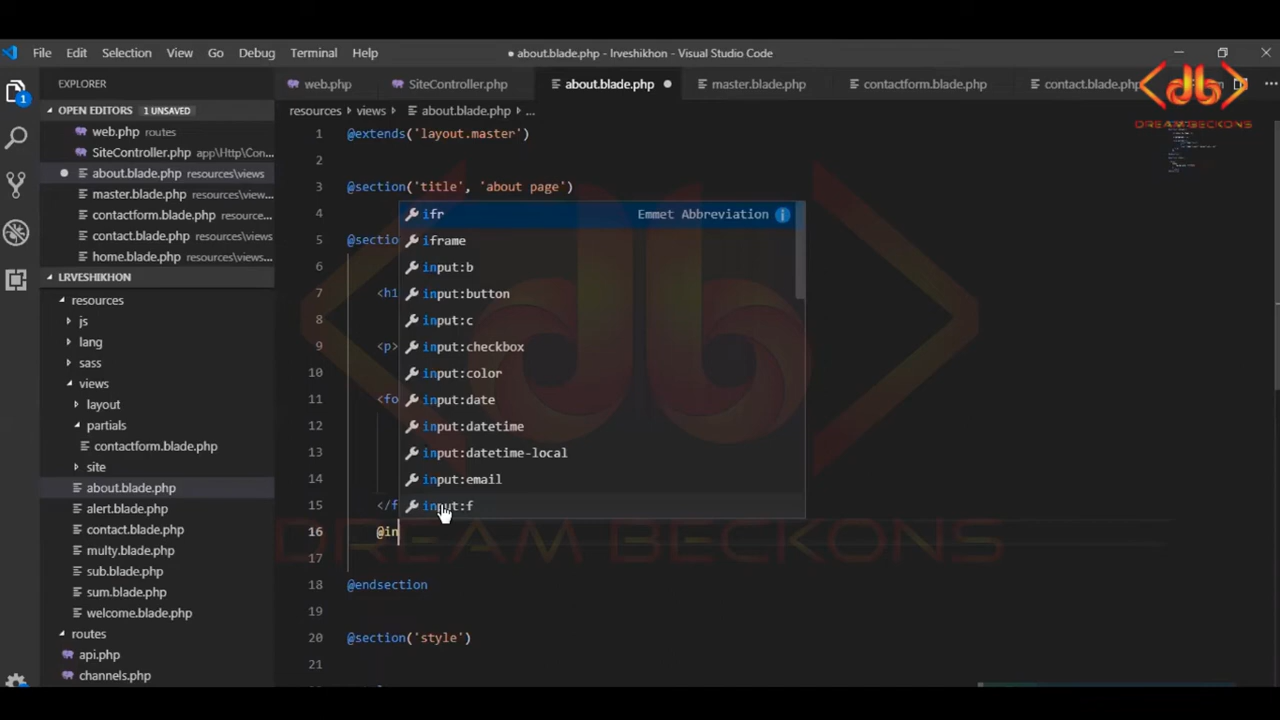 File Edit Selection View Go Debug Terminal Help ● about.blade.php - lrveshikhon - Visual Studio Code
EXPLORER
OPEN EDITORS 1 UNSAVED
web.php routes
SiteController.php app\Http\Con...
about.blade.php resources\views
master.blade.php resources\view...
contactform.blade.php resource...
contact.blade.php resources\view...
home.blade.php resources\views...
LRVESHIKHON
resources
js
lang
sass
views
layout
partials
contactform.blade.php
site
about.blade.php
alert.blade.php
contact.blade.php
multy.blade.php
sub.blade.php
sum.blade.php
welcome.blade.php
routes
api.php
channels.php
web.php SiteController.php about.blade.php ● master.blade.php contactform.blade.php contact.blade.php
DREAM BECKONS
resources › views › about.blade.php › ...
1 @extends('layout.master')
2
3 @section('title', 'about page')
4
5 @sectio
6
7 <h1
8
9 <p>
10
11 <fo
12
13
14
15 </f
16 @in
17
18 @endsection
19
20 @section('style')
21
ifr Emmet Abbreviation
iframe
input:b
input:button
input:c
input:checkbox
input:color
input:date
input:datetime
input:datetime-local
input:email
input:f
DREAM BECKONS